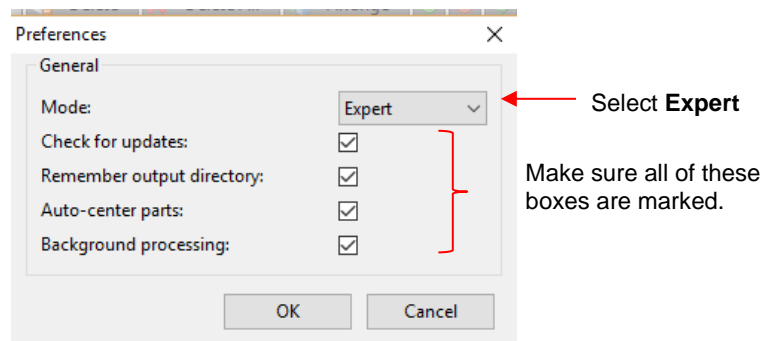 Preferences
General
Mode: Expert Select Expert
Check for updates:
Remember output directory: Make sure all of these
Auto-center parts: boxes are marked.
Background processing:
OK Cancel